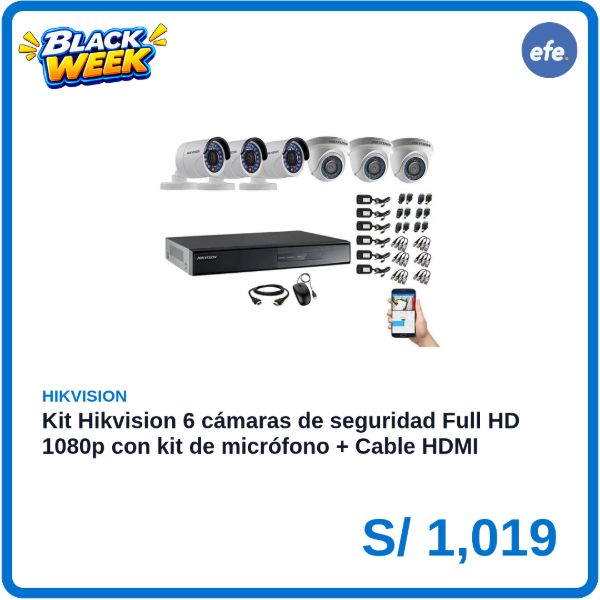 BLACK
WEEK
efe.
HIKVISION
Kit Hikvision 6 cámaras de seguridad Full HD
1080p con kit de micrófono + Cable HDMI
S/ 1,019